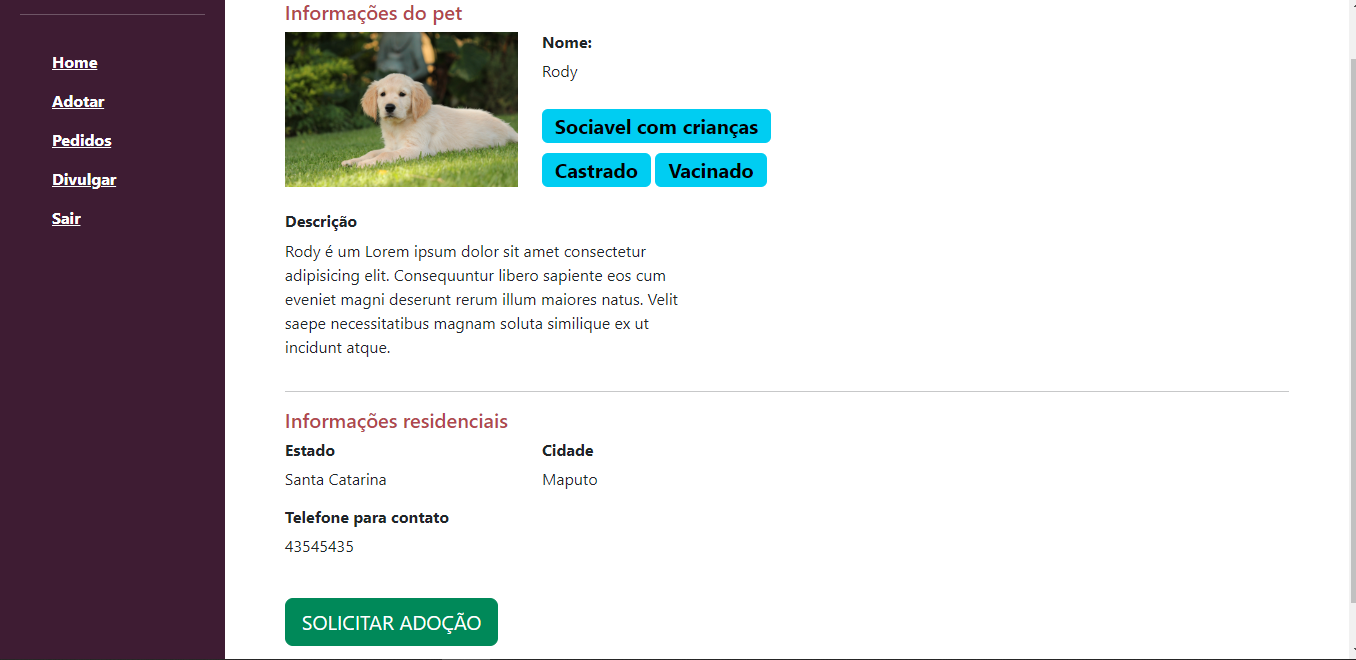 Home
Adotar
Pedidos
Divulgar
Sair
Informações do pet
Nome:
Rody
Sociavel com crianças
Castrado Vacinado
Descrição
Rody é um Lorem ipsum dolor sit amet consectetur
adipisicing elit. Consequuntur libero sapiente eos cum
eveniet magni deserunt rerum illum maiores natus. Velit
saepe necessitatibus magnam soluta similique ex ut
incidunt atque.
Informações residenciais
Estado
Santa Catarina
Cidade
Maputo
Telefone para contato
43545435
SOLICITAR ADOÇÃO